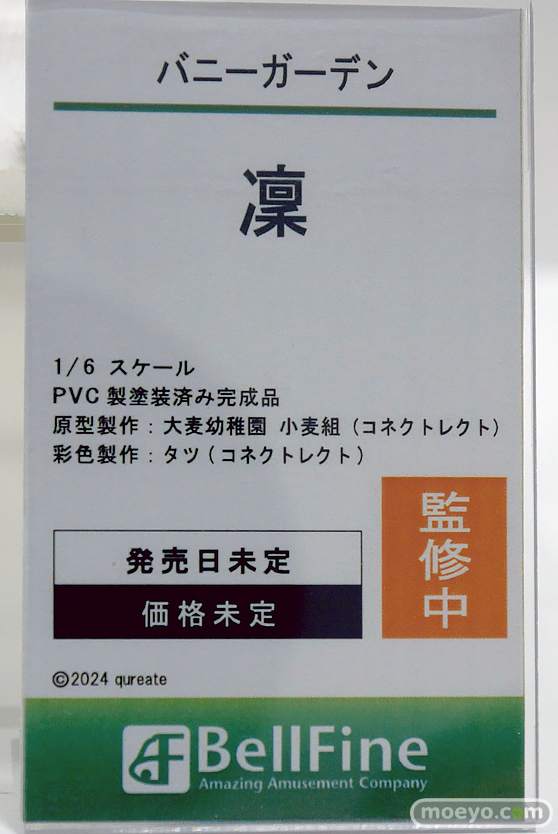 バニーガーデン
凜
1/6 スケール
PVC製塗装済み完成品
原型製作：大麦幼稚園 小麦組（コネクトレクト）
彩色製作：タツ（コネクトレクト）
監修中
発売日未定
価格未定
©2024 qureate
BellFine
Amazing Amusement Company
moeyo.com